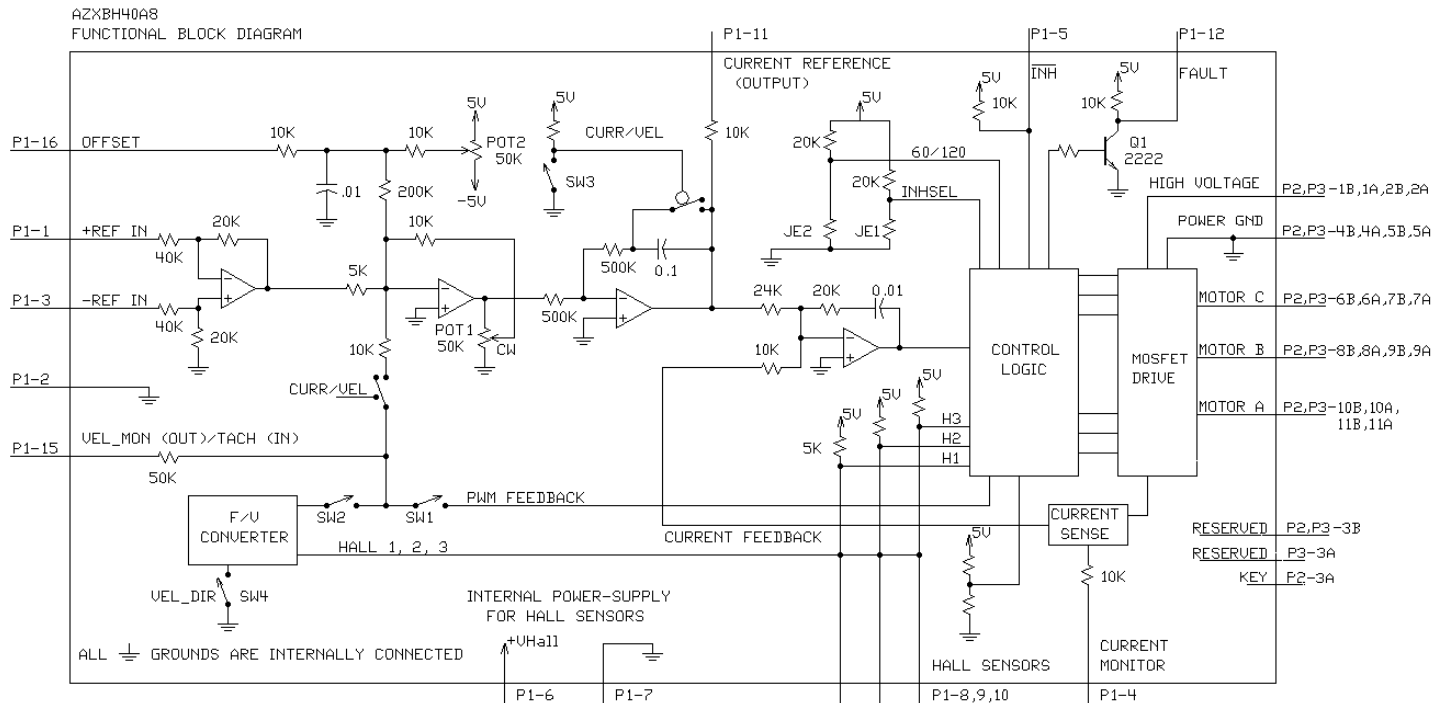 AZXBH40A8
FUNCTIONAL BLOCK DIAGRAM
P1-11
P1-5
P1-12
CURRENT REFERENCE
(OUTPUT)
INH
FAULT
5V
10K
5V
10K
5V
5V
5V
CURR/VEL
10K
20K
60/120
Q1
2222
P1-16
OFFSET
10K
10K
POT2
50K
-5V
.01
200K
SW3
20K
INHSEL
HIGH VOLTAGE
P2,P3-1B,1A,2B,2A
P1-1
+REF IN
20K
40K
10K
500K
0.1
JE2
JE1
POWER GND
P2,P3-4B,4A,5B,5A
P1-3
-REF IN
40K
20K
5K
POT1
50K
CW
500K
24K
20K
0.01
10K
CONTROL
LOGIC
MOSFET
DRIVE
MOTOR C
P2,P3-6B,6A,7B,7A
MOTOR B
P2,P3-8B,8A,9B,9A
MOTOR A
P2,P3-10B,10A,
11B,11A
P1-2
10K
CURR/VEL
5V
5V
5V
5K
H3
H2
H1
P1-15
VEL_MON (OUT)/TACH (IN)
50K
F/V
CONVERTER
SW2
SW1
PWM FEEDBACK
CURRENT FEEDBACK
HALL 1, 2, 3
CURRENT
SENSE
5V
10K
RESERVED
P2,P3-3B
RESERVED
P3-3A
KEY
P2-3A
VEL_DIR
SW4
INTERNAL POWER-SUPPLY
FOR HALL SENSORS
+VHall
ALL GROUNDS ARE INTERNALLY CONNECTED
HALL SENSORS
CURRENT
MONITOR
P1-6
P1-7
P1-8,9,10
P1-4